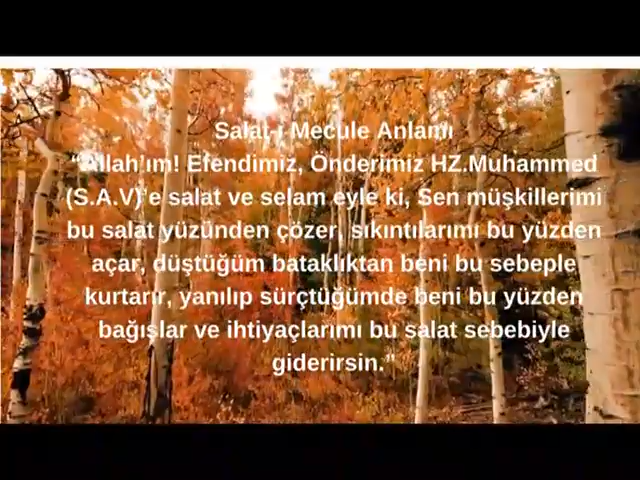 Salat-i Mecule Anlamı
“Allah’ım! Efendimiz, Önderimiz HZ.Muhammed
(S.A.V)’e salat ve selam eyle ki, Sen müşkillerimi
bu salat yüzünden çözer, sıkıntılarımı bu yüzden
açar, düştüğüm bataklıktan beni bu sebeple
kurtarır, yanılıp sürçtüğümde beni bu yüzden
bağışlar ve ihtiyaçlarımı bu salat sebebiyle
giderirsin.”